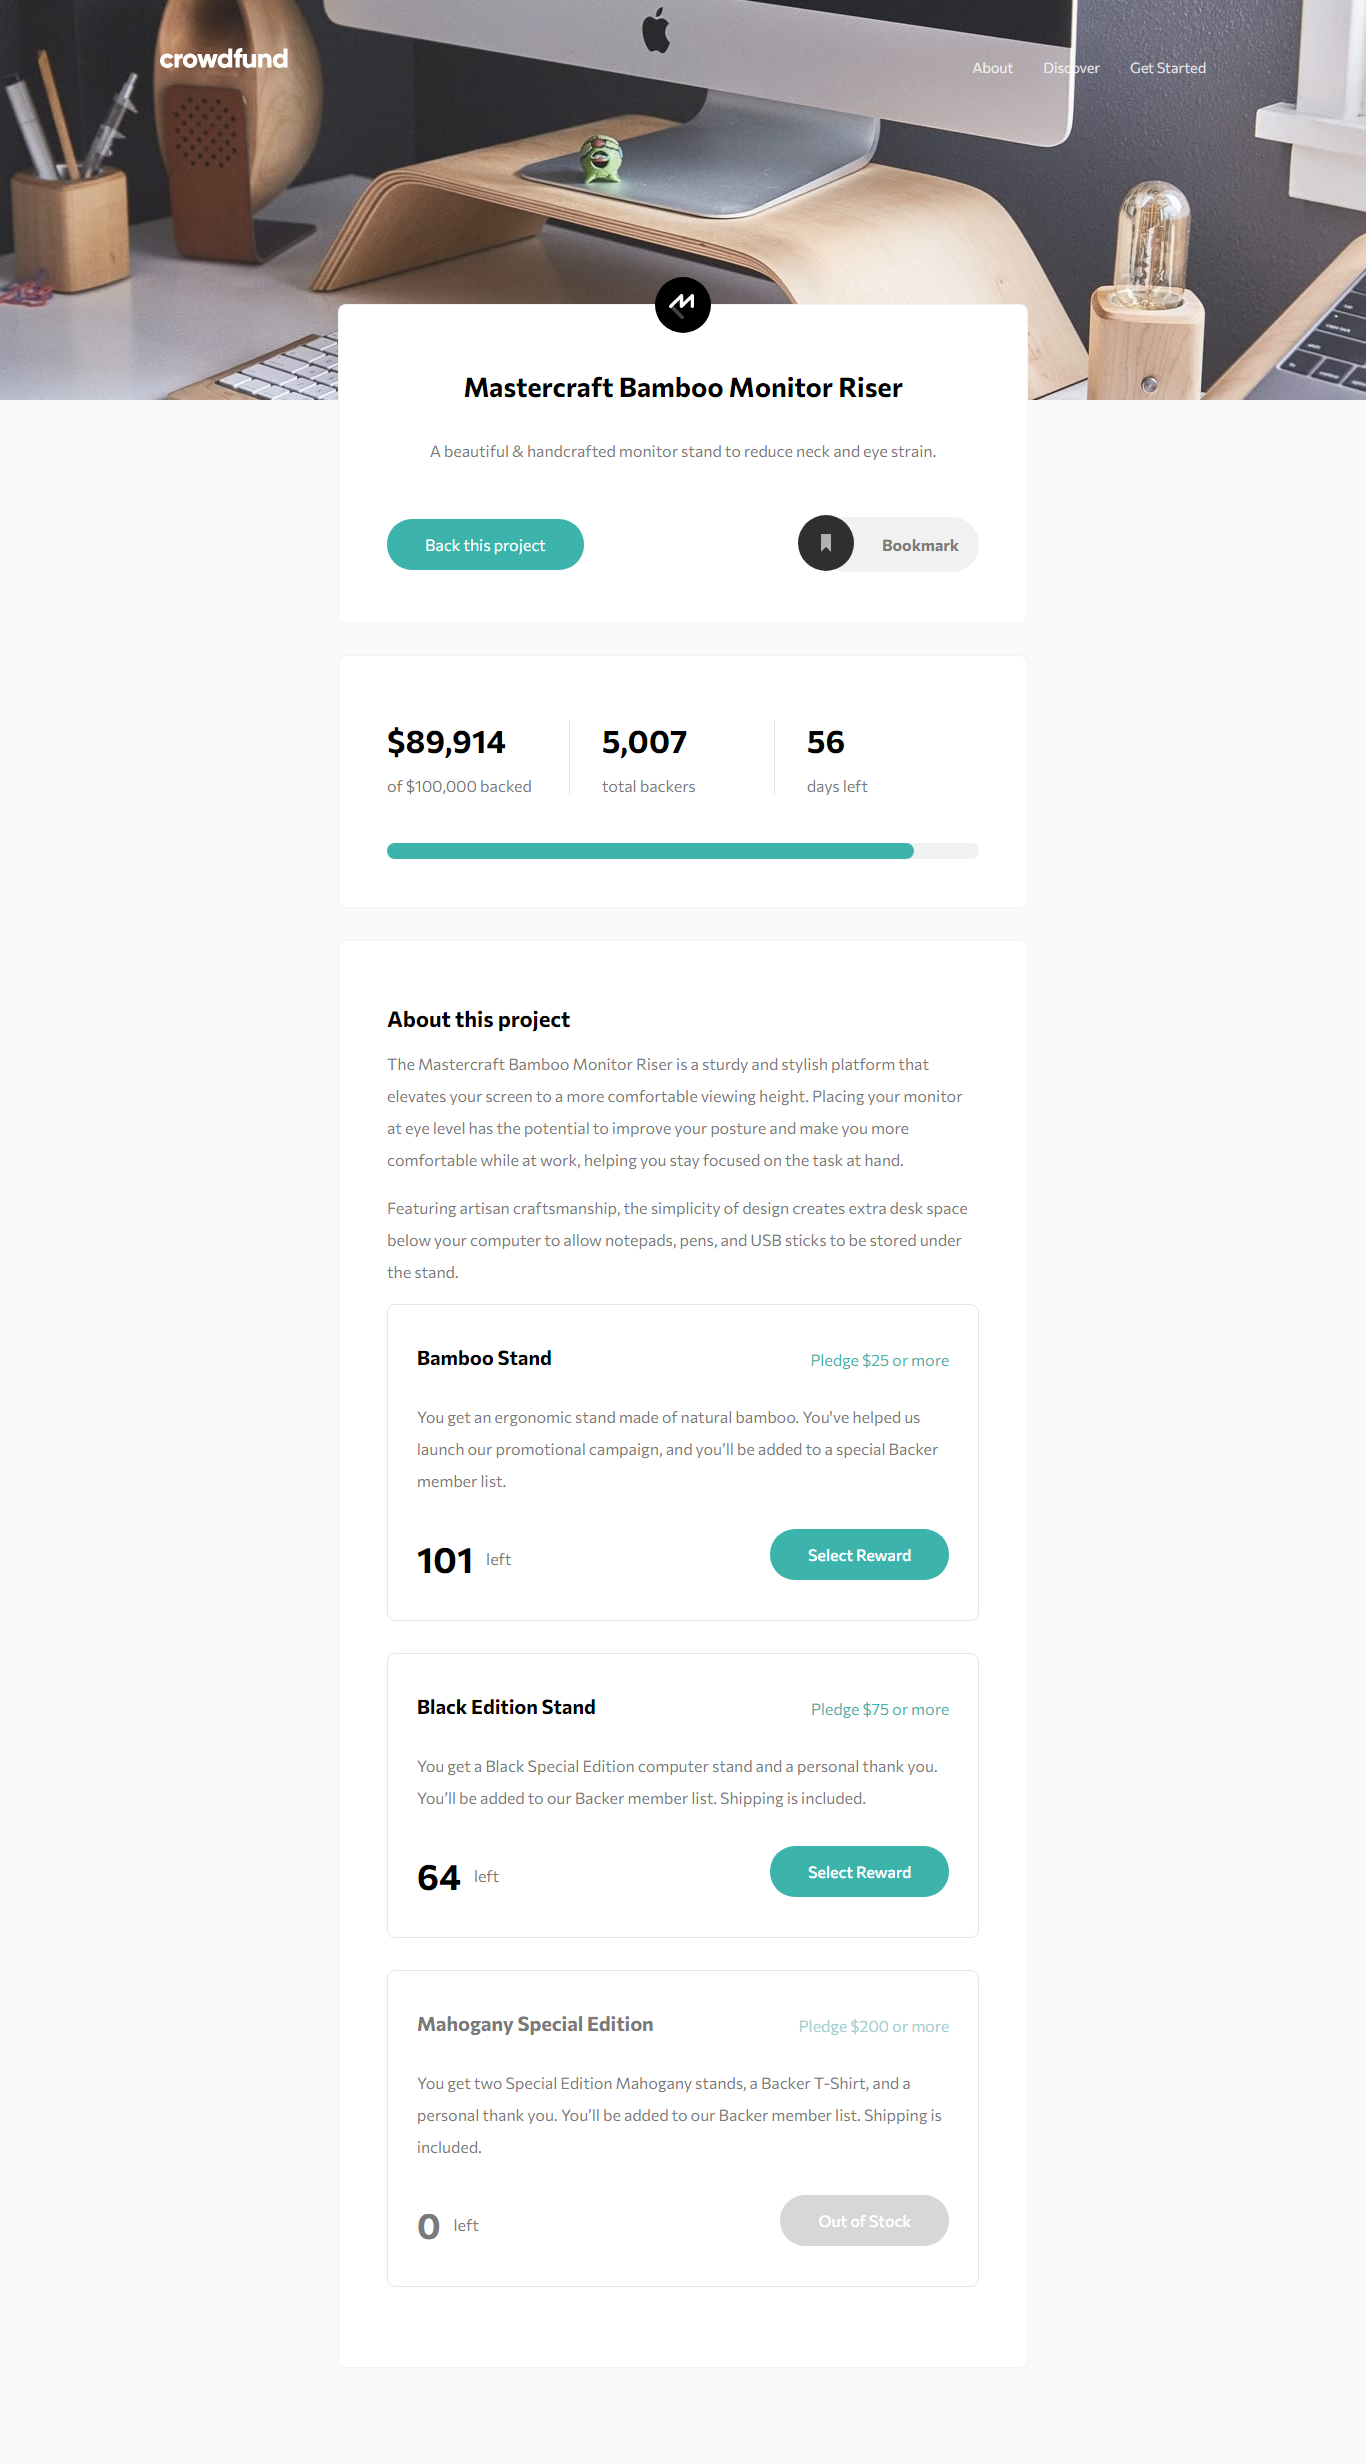 crowdfund
About Discover Get Started
Mastercraft Bamboo Monitor Riser
A beautiful & handcrafted monitor stand to reduce neck and eye strain.
Back this project
Bookmark
$89,914
of $100,000 backed
5,007
total backers
56
days left
About this project
The Mastercraft Bamboo Monitor Riser is a sturdy and stylish platform that
elevates your screen to a more comfortable viewing height. Placing your monitor
at eye level has the potential to improve your posture and make you more
comfortable while at work, helping you stay focused on the task at hand.
Featuring artisan craftsmanship, the simplicity of design creates extra desk space
below your computer to allow notepads, pens, and USB sticks to be stored under
the stand.
Bamboo Stand
Pledge $25 or more
You get an ergonomic stand made of natural bamboo. You've helped us
launch our promotional campaign, and you’ll be added to a special Backer
member list.
101 left
Select Reward
Black Edition Stand
Pledge $75 or more
You get a Black Special Edition computer stand and a personal thank you.
You’ll be added to our Backer member list. Shipping is included.
64 left
Select Reward
Mahogany Special Edition
Pledge $200 or more
You get two Special Edition Mahogany stands, a Backer T-Shirt, and a
personal thank you. You’ll be added to our Backer member list. Shipping is
included.
0 left
Out of Stock